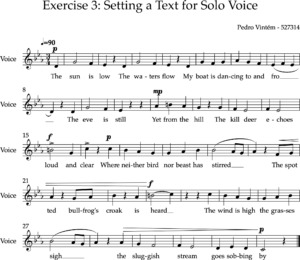 Exercise 3: Setting a Text for Solo Voice
Pedro Vintém - 527314
♩=90
p
Voice
The sun is low The wa - ters flow My boat is dan-cing to and fro
8
mp
The eve is still Yet from the hill The kill deer e - choes
15
f
p
Voice
loud and clear Where nei-ther bird nor beast has stirred The spot
21
f
Voice
ted bull-frog's croak is heard The wind is high the gras-ses
27
p
Voice
sigh the slug-gish stream goes sob-bing by